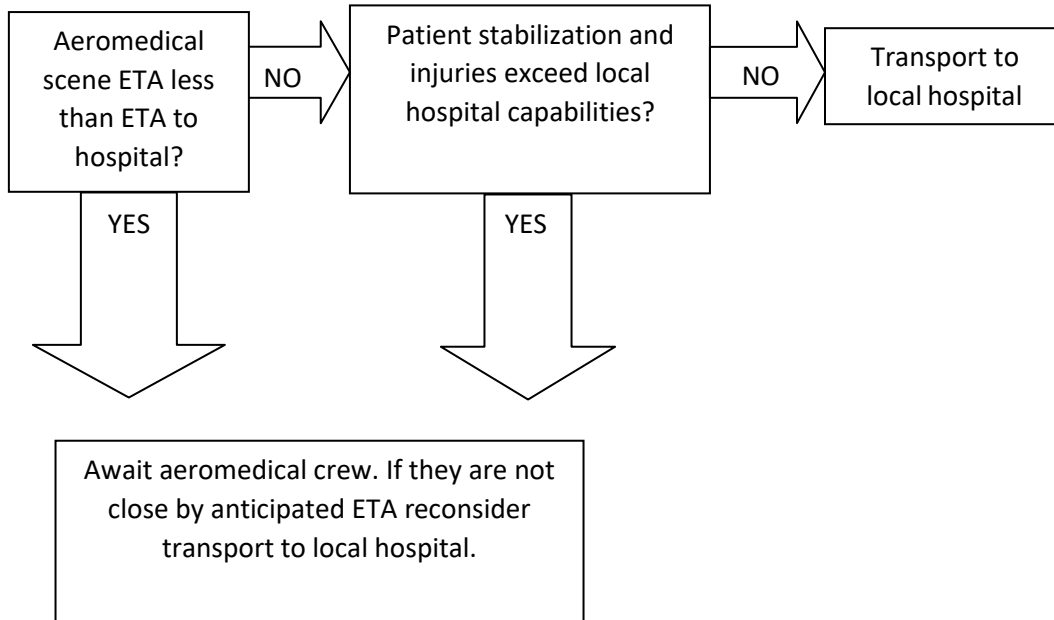 Aeromedical
scene ETA less
than ETA to
hospital?
NO
Patient stabilization and
injuries exceed local
hospital capabilities?
NO
Transport to
local hospital
YES
YES
Await aeromedical crew. If they are not
close by anticipated ETA reconsider
transport to local hospital.